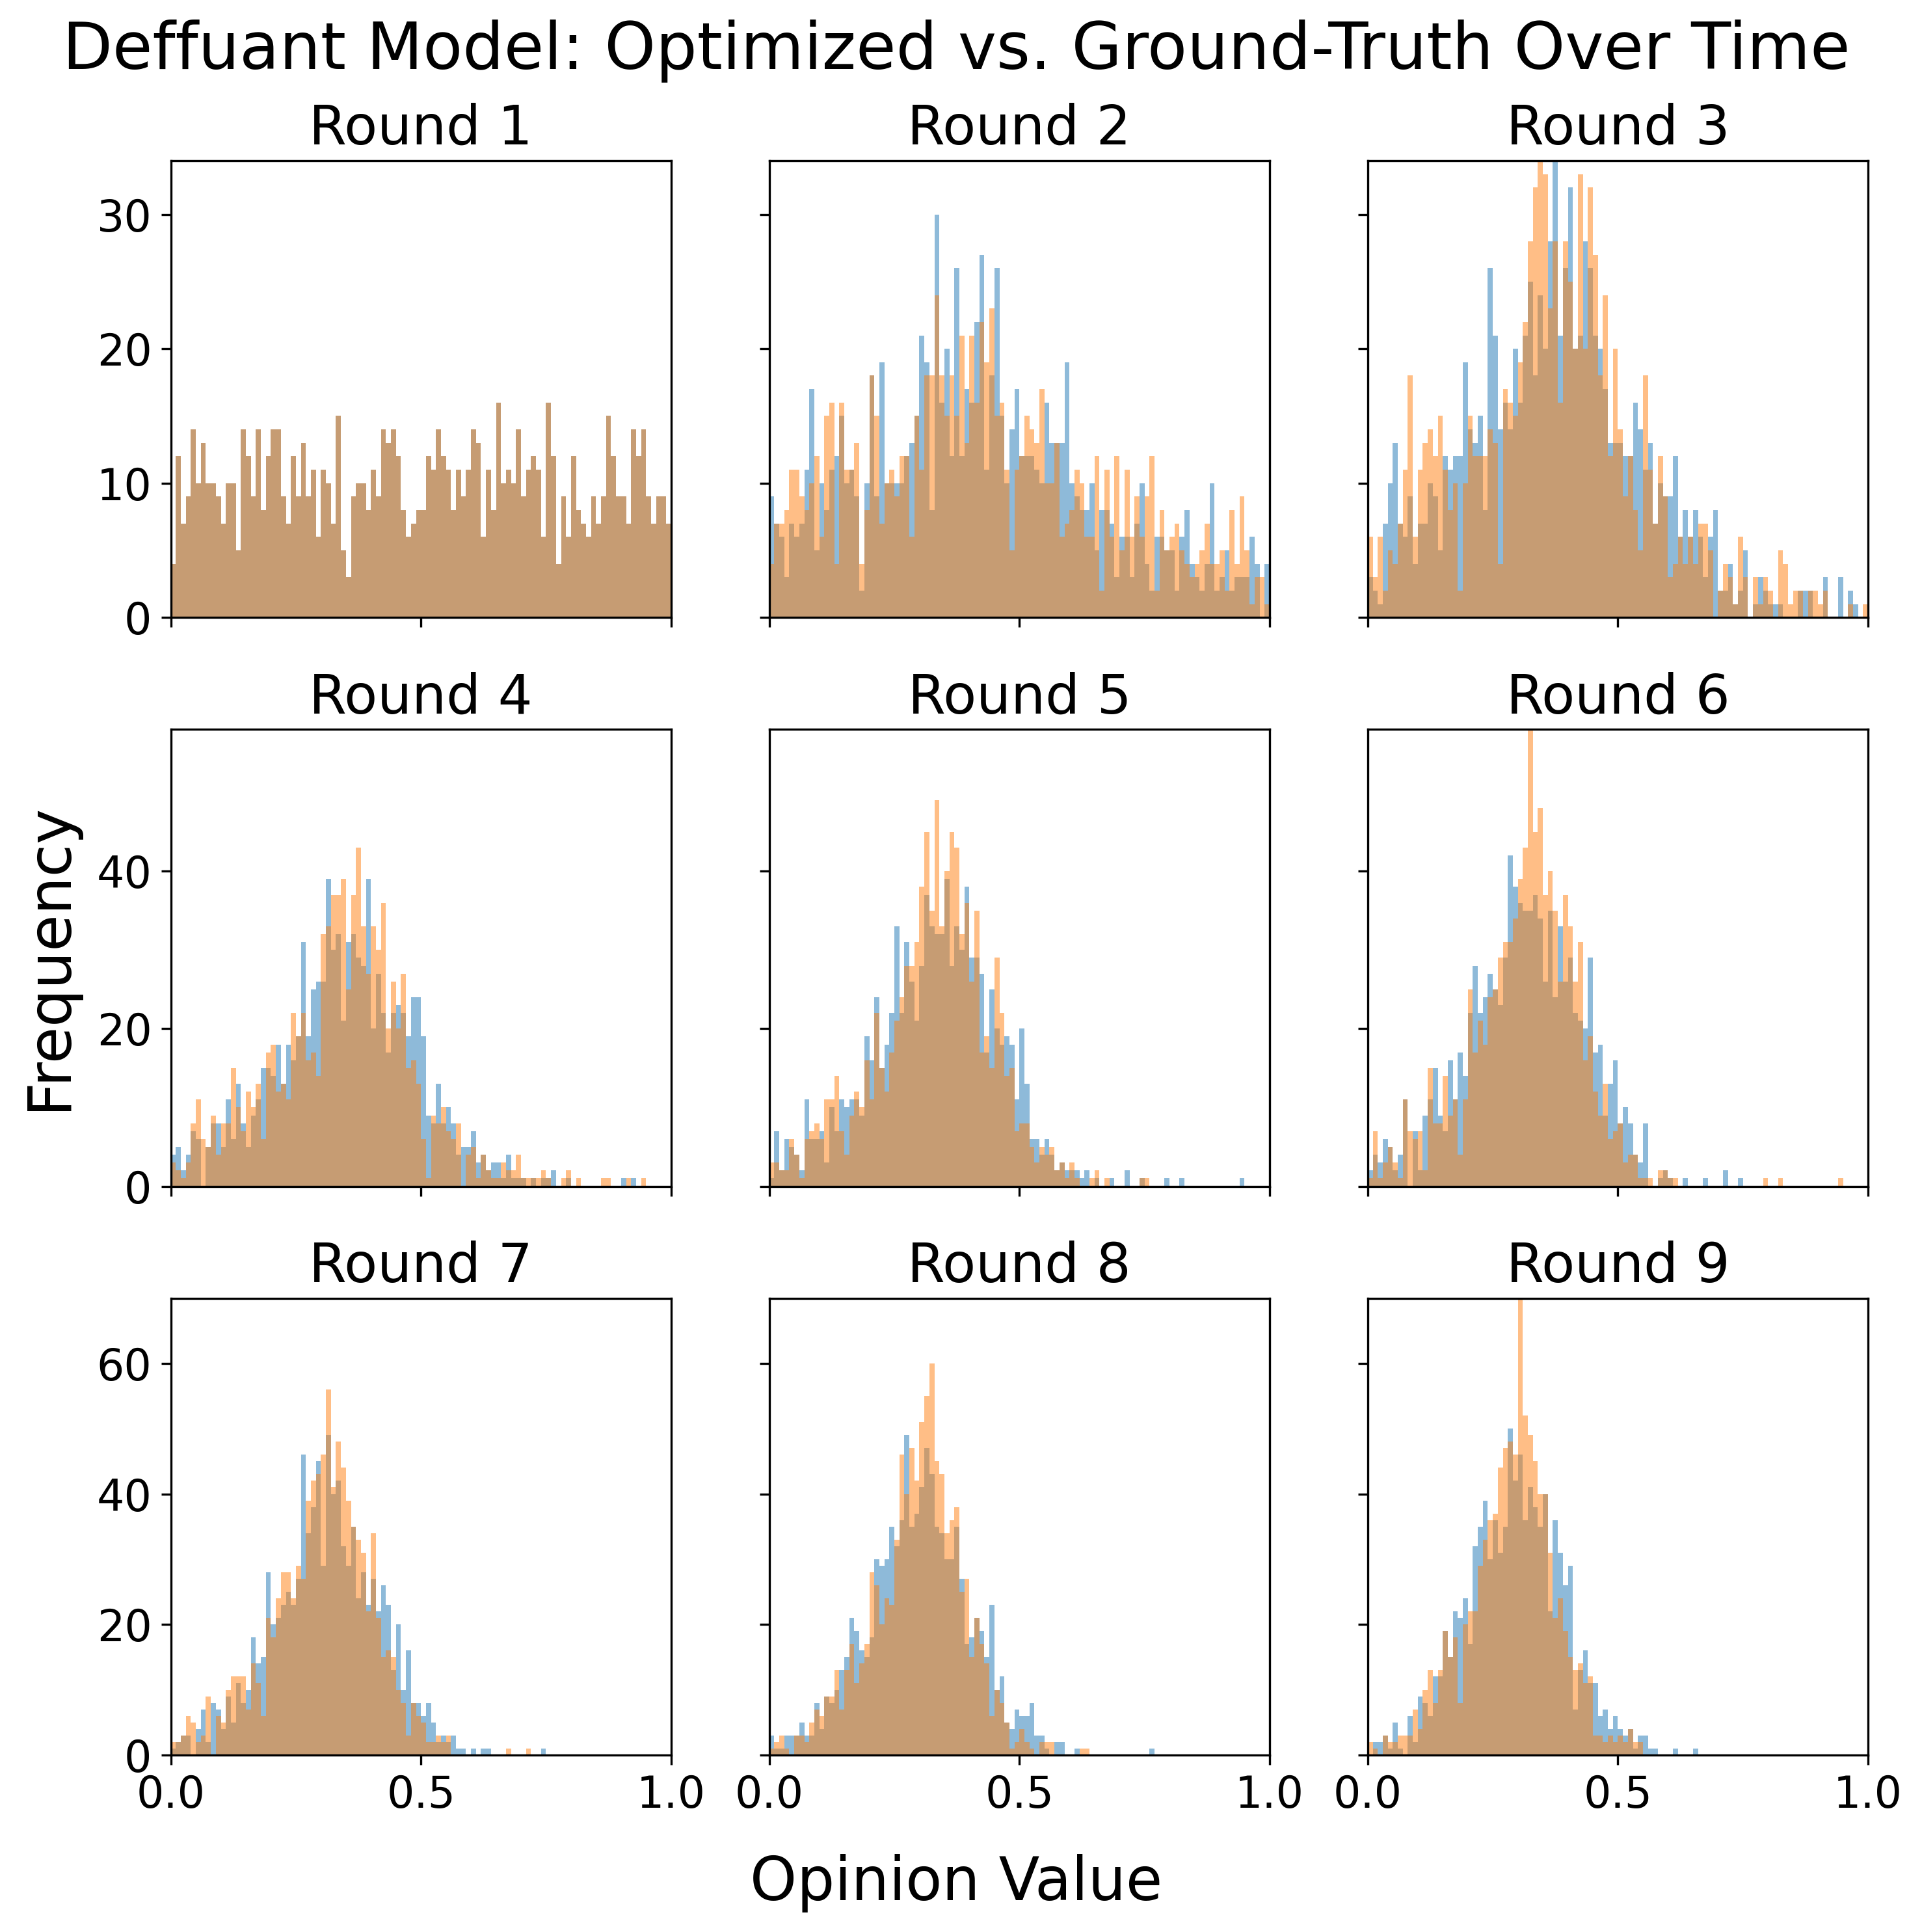 Deffuant Model: Optimized vs. Ground-Truth Over Time
Round 1
Round 2
Round 3
30
20
10
0
Round 4
Round 5
Round 6
40
20
0
Frequency
Round 7
Round 8
Round 9
60
40
20
0
0.0 0.5 1.0
0.0 0.5 1.0
0.0 0.5 1.0
Opinion Value